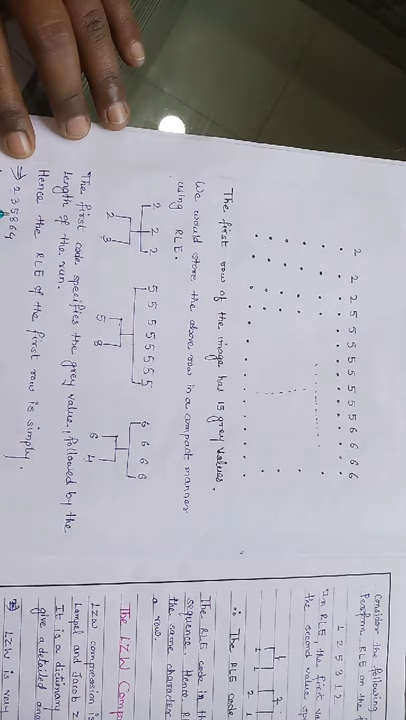 2 2 2 5 5 5 5 5 5 5 5 6 6 6 6
The first row of the image has 15 grey values.
We would store the above row in a compact manner
using RLE.
2 2 2 5 5 5 5 5 5 5 5 6 6 6 6
2 3 5 8 6 4
The first code specifies the grey value, followed by the
length of the run.
Hence the RLE of the first row is simply,
⇒ 2 3 5 8 6 4
Consider the following
Perform RLE on the
1 2 5 3 1 2
In RLE, the first
the second value
∴ The RLE code
The RLE code in
sequence. Hence,
the same character
a row.
The LZW
LZW compression is
Lempel and Jacob Z
It is a dictionary
give a detailed
LZW is